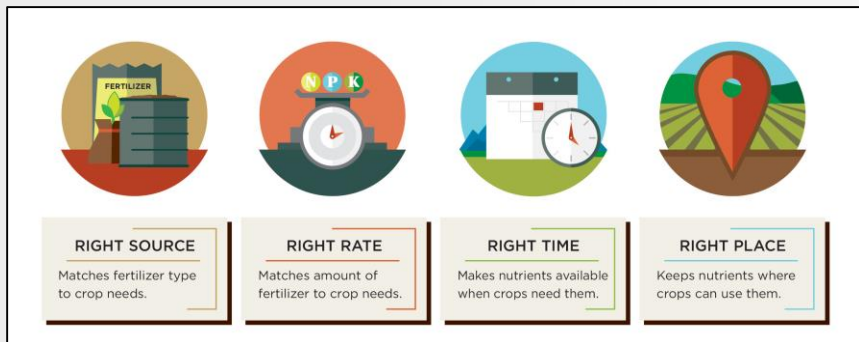 FERTILIZER
N P K
RIGHT SOURCE
Matches fertilizer type
to crop needs.
RIGHT RATE
Matches amount of
fertilizer to crop needs.
RIGHT TIME
Makes nutrients available
when crops need them.
RIGHT PLACE
Keeps nutrients where
crops can use them.